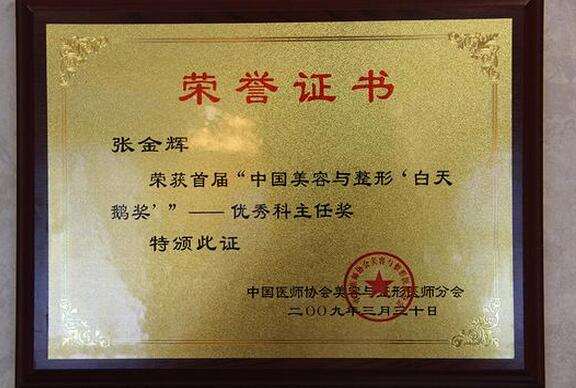 荣誉证书
张金辉
荣获首届“中国美容与整形‘白天
鹅奖’”——优秀科主任奖
特颁此证
中国医师协会美容与整形医师分会
二00九年三月三十日